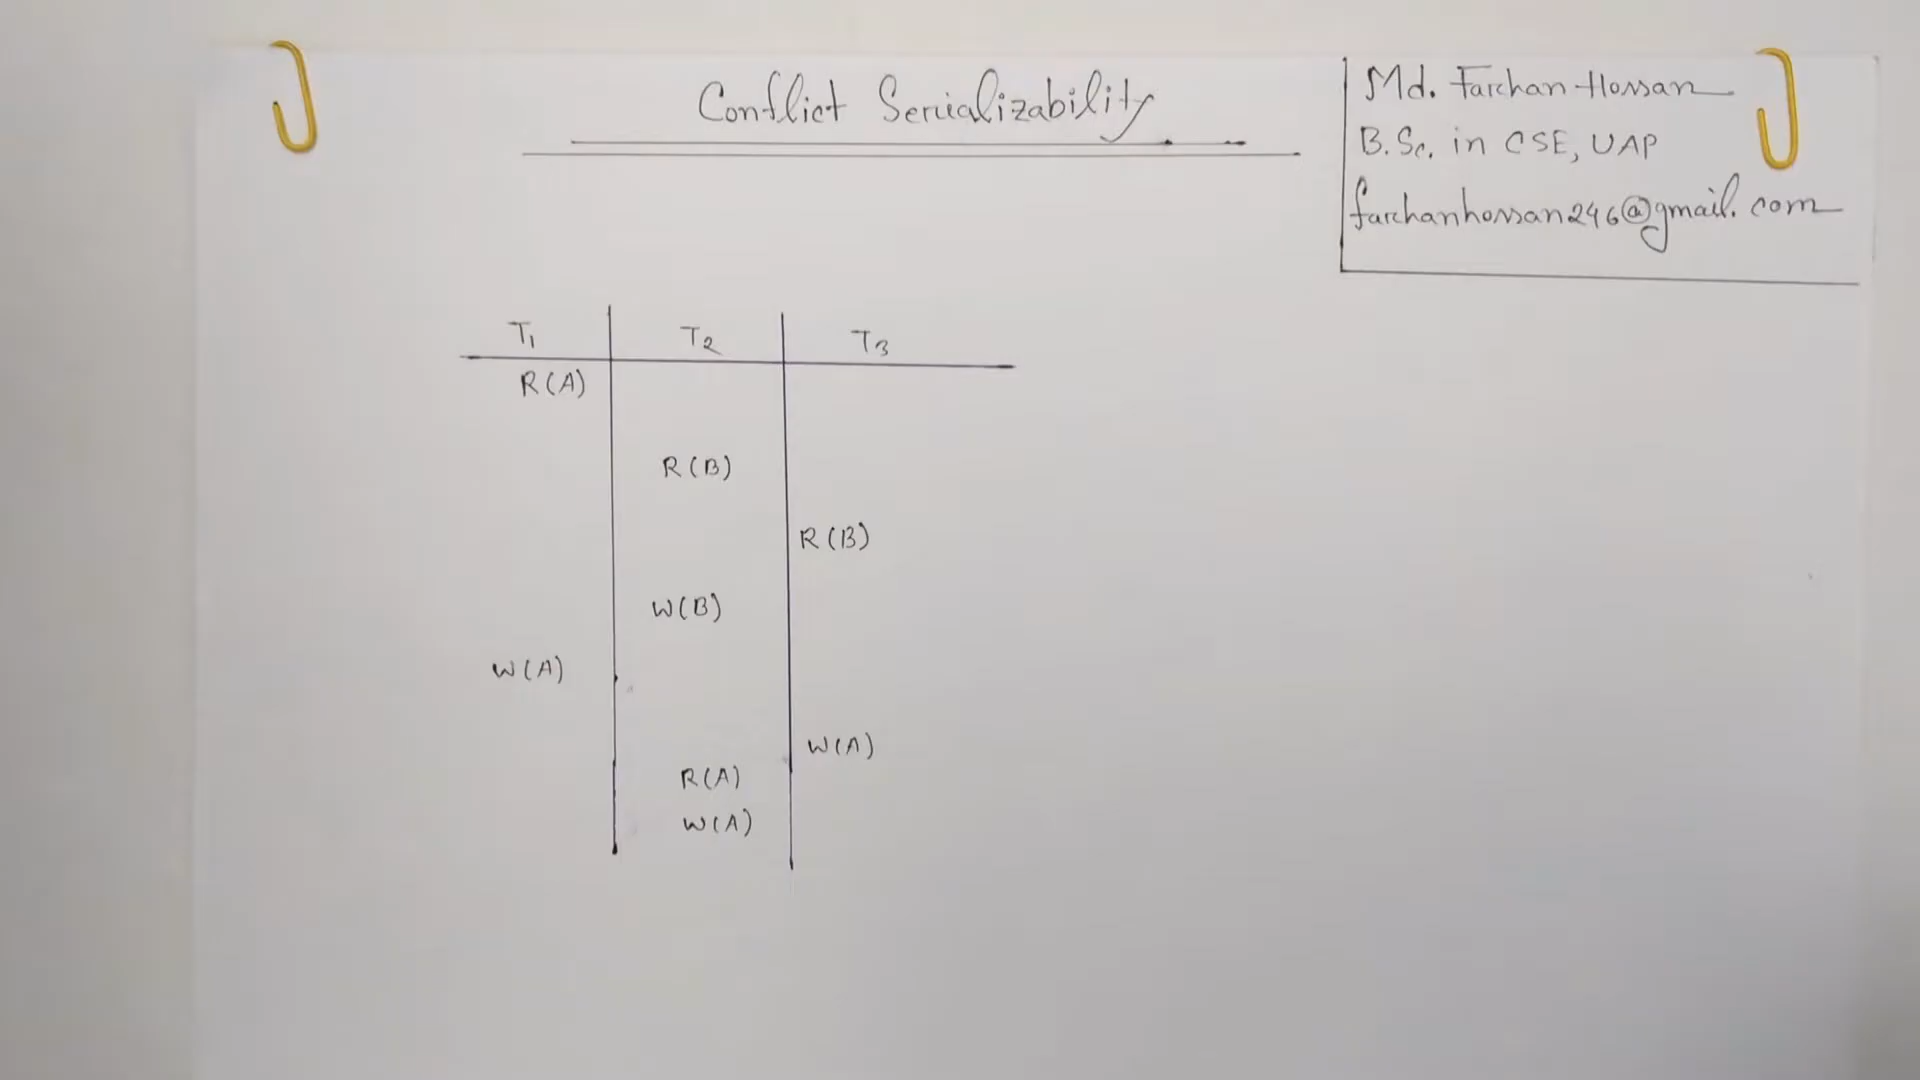 Conflict Serializability
Md. Farhan Hossan
B.Sc. in CSE, UAP
farhanhossan246@gmail.com
T1 T2 T3
R(A)
R(B)
R(B)
W(B)
W(A)
W(A)
R(A)
W(A)